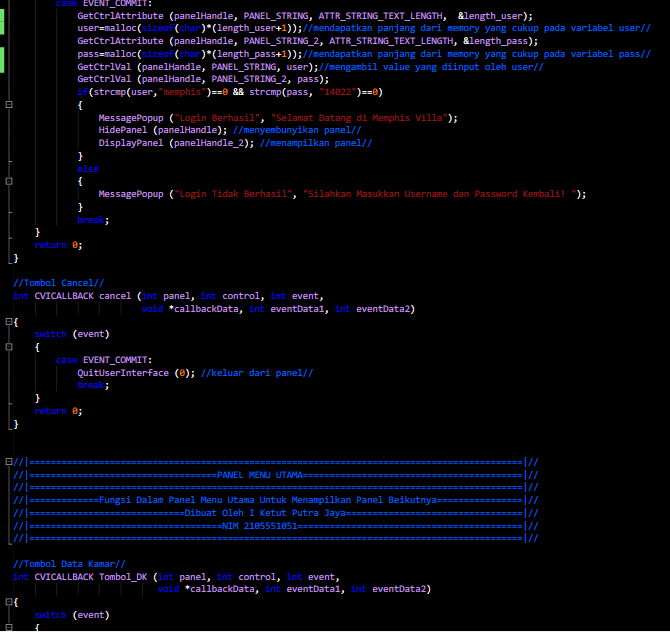 case EVENT_COMMIT:
GetCtrlAttribute (panelHandle, PANEL_STRING, ATTR_STRING_TEXT_LENGTH,  &length_user);
user=malloc(sizeof(char)*(length_user+1));//mendapatkan panjang dari memory yang cukup pada variabel user//
GetCtrlAttribute (panelHandle, PANEL_STRING_2, ATTR_STRING_TEXT_LENGTH, &length_pass);
pass=malloc(sizeof(char)*(length_pass+1));//mendapatkan panjang dari memory yang cukup pada variabel pass//
GetCtrlVal (panelHandle, PANEL_STRING, user);//mengambil value yang diinput oleh user//
GetCtrlVal (panelHandle, PANEL_STRING_2, pass);
if(strcmp(user,"memphis")==0 && strcmp(pass, "14022")==0)
{
MessagePopup ("Login Berhasil", "Selamat Datang di Memphis Villa");
HidePanel (panelHandle); //menyembunyikan panel//
DisplayPanel (panelHandle_2); //menampilkan panel//
}
else
{
MessagePopup ("Login Tidak Berhasil", "Silahkan Masukkan Username dan Password Kembali! ");
}
break;
}
return 0;
}
//Tombol Cancel//
int CVICALLBACK cancel (int panel, int control, int event,
void *callbackData, int eventData1, int eventData2)
{
switch (event)
{
case EVENT_COMMIT:
QuitUserInterface (0); //keluar dari panel//
break;
}
return 0;
}
//|============================================================================================|//
//|===================================PANEL MENU UTAMA=========================================|//
//|============================================================================================|//
//|=============Fungsi Dalam Panel Menu Utama Untuk Menampilkan Panel Beikutnya================|//
//|=============================Dibuat Oleh I Ketut Putra Jaya=================================|//
//|====================================NIM 2105551051==========================================|//
//|============================================================================================|//
//Tombol Data Kamar//
int CVICALLBACK Tombol_DK (int panel, int control, int event,
void *callbackData, int eventData1, int eventData2)
{
switch (event)
{